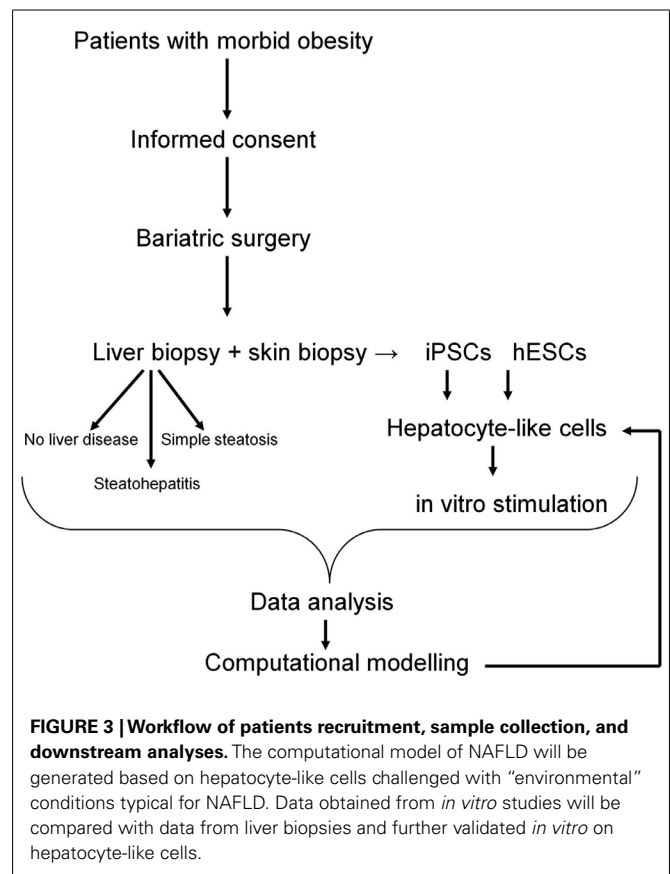 Patients with morbid obesity
Informed consent
Bariatric surgery
Liver biopsy + skin biopsy → iPSCs hESCs
No liver disease Simple steatosis
Steatohepatitis
Hepatocyte-like cells
in vitro stimulation
Data analysis
Computational modelling
FIGURE 3 | Workflow of patients recruitment, sample collection, and
downstream analyses. The computational model of NAFLD will be
generated based on hepatocyte-like cells challenged with “environmental”
conditions typical for NAFLD. Data obtained from in vitro studies will be
compared with data from liver biopsies and further validated in vitro on
hepatocyte-like cells.